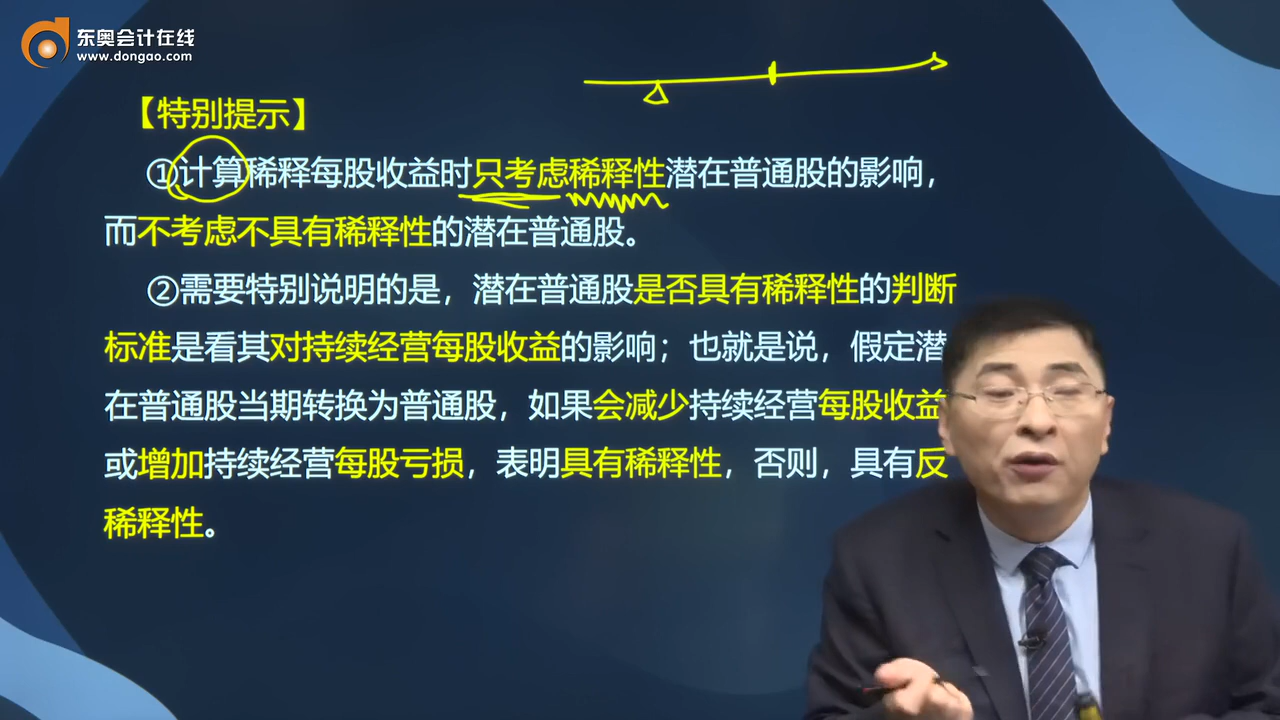 东奥会计在线
www.dongao.com
【特别提示】
①计算稀释每股收益时只考虑稀释性潜在普通股的影响，
而不考虑不具有稀释性的潜在普通股。
②需要特别说明的是，潜在普通股是否具有稀释性的判断
标准是看其对持续经营每股收益的影响；也就是说，假定潜
在普通股当期转换为普通股，如果会减少持续经营每股收益
或增加持续经营每股亏损，表明具有稀释性，否则，具有反
稀释性。